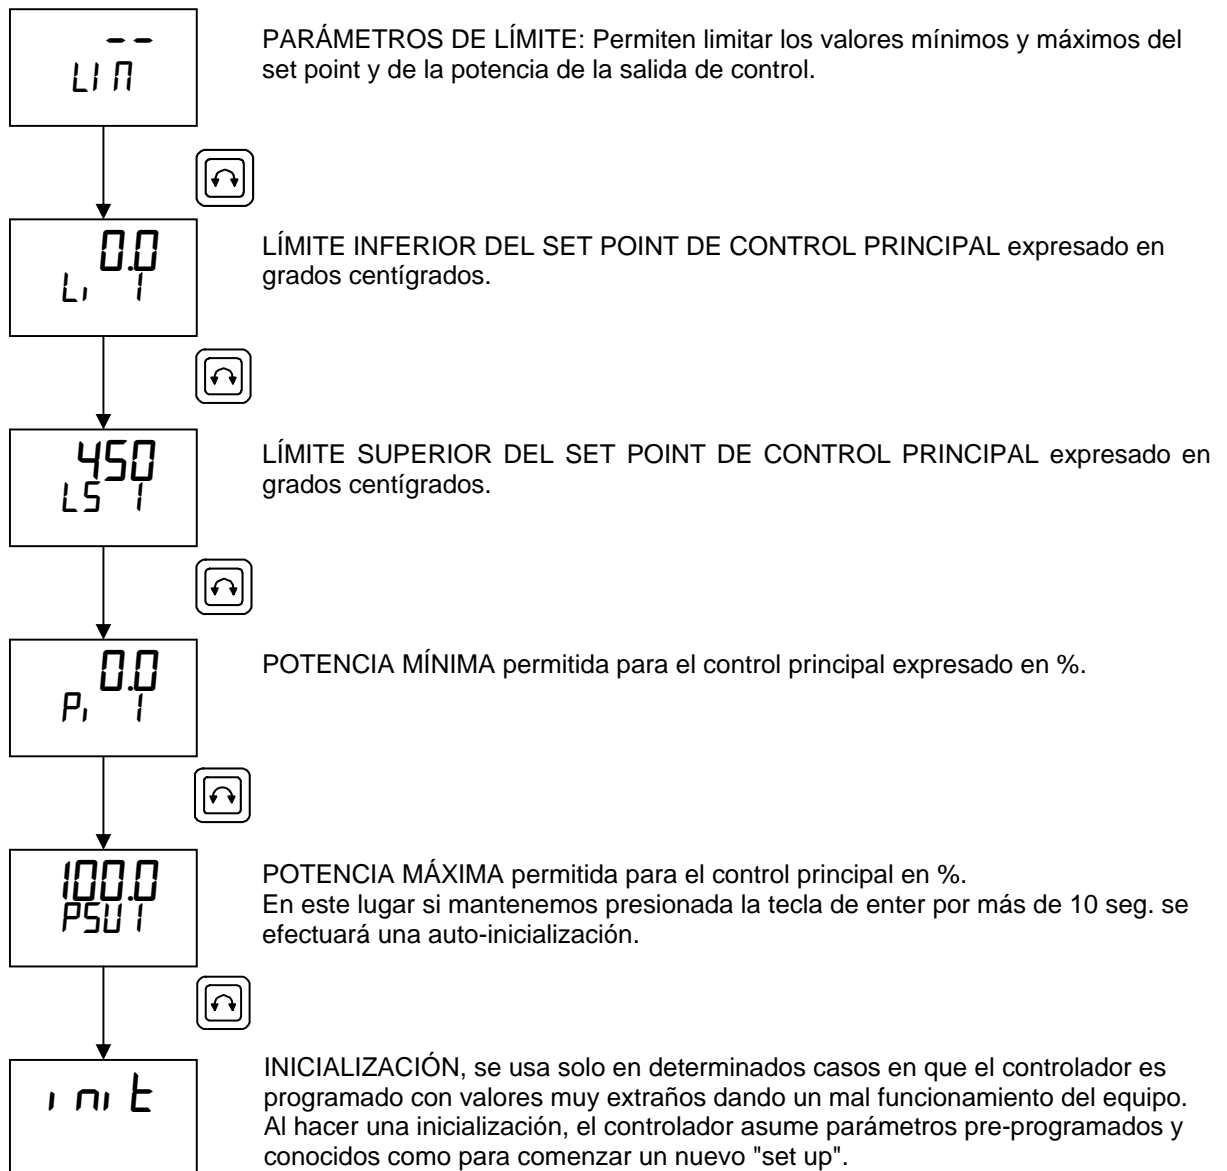 -- 
LIM
PARÁMETROS DE LÍMITE: Permiten limitar los valores mínimos y máximos del
set point y de la potencia de la salida de control.
0.0
Li 1
LÍMITE INFERIOR DEL SET POINT DE CONTROL PRINCIPAL expresado en
grados centígrados.
450
LS 1
LÍMITE SUPERIOR DEL SET POINT DE CONTROL PRINCIPAL expresado en
grados centígrados.
0.0
Pi 1
POTENCIA MÍNIMA permitida para el control principal expresado en %.
100.0
PSU1
POTENCIA MÁXIMA permitida para el control principal en %.
En este lugar si mantenemos presionada la tecla de enter por más de 10 seg. se
efectuará una auto-inicialización.
init
INICIALIZACIÓN, se usa solo en determinados casos en que el controlador es
programado con valores muy extraños dando un mal funcionamiento del equipo.
Al hacer una inicialización, el controlador asume parámetros pre-programados y
conocidos como para comenzar un nuevo "set up".